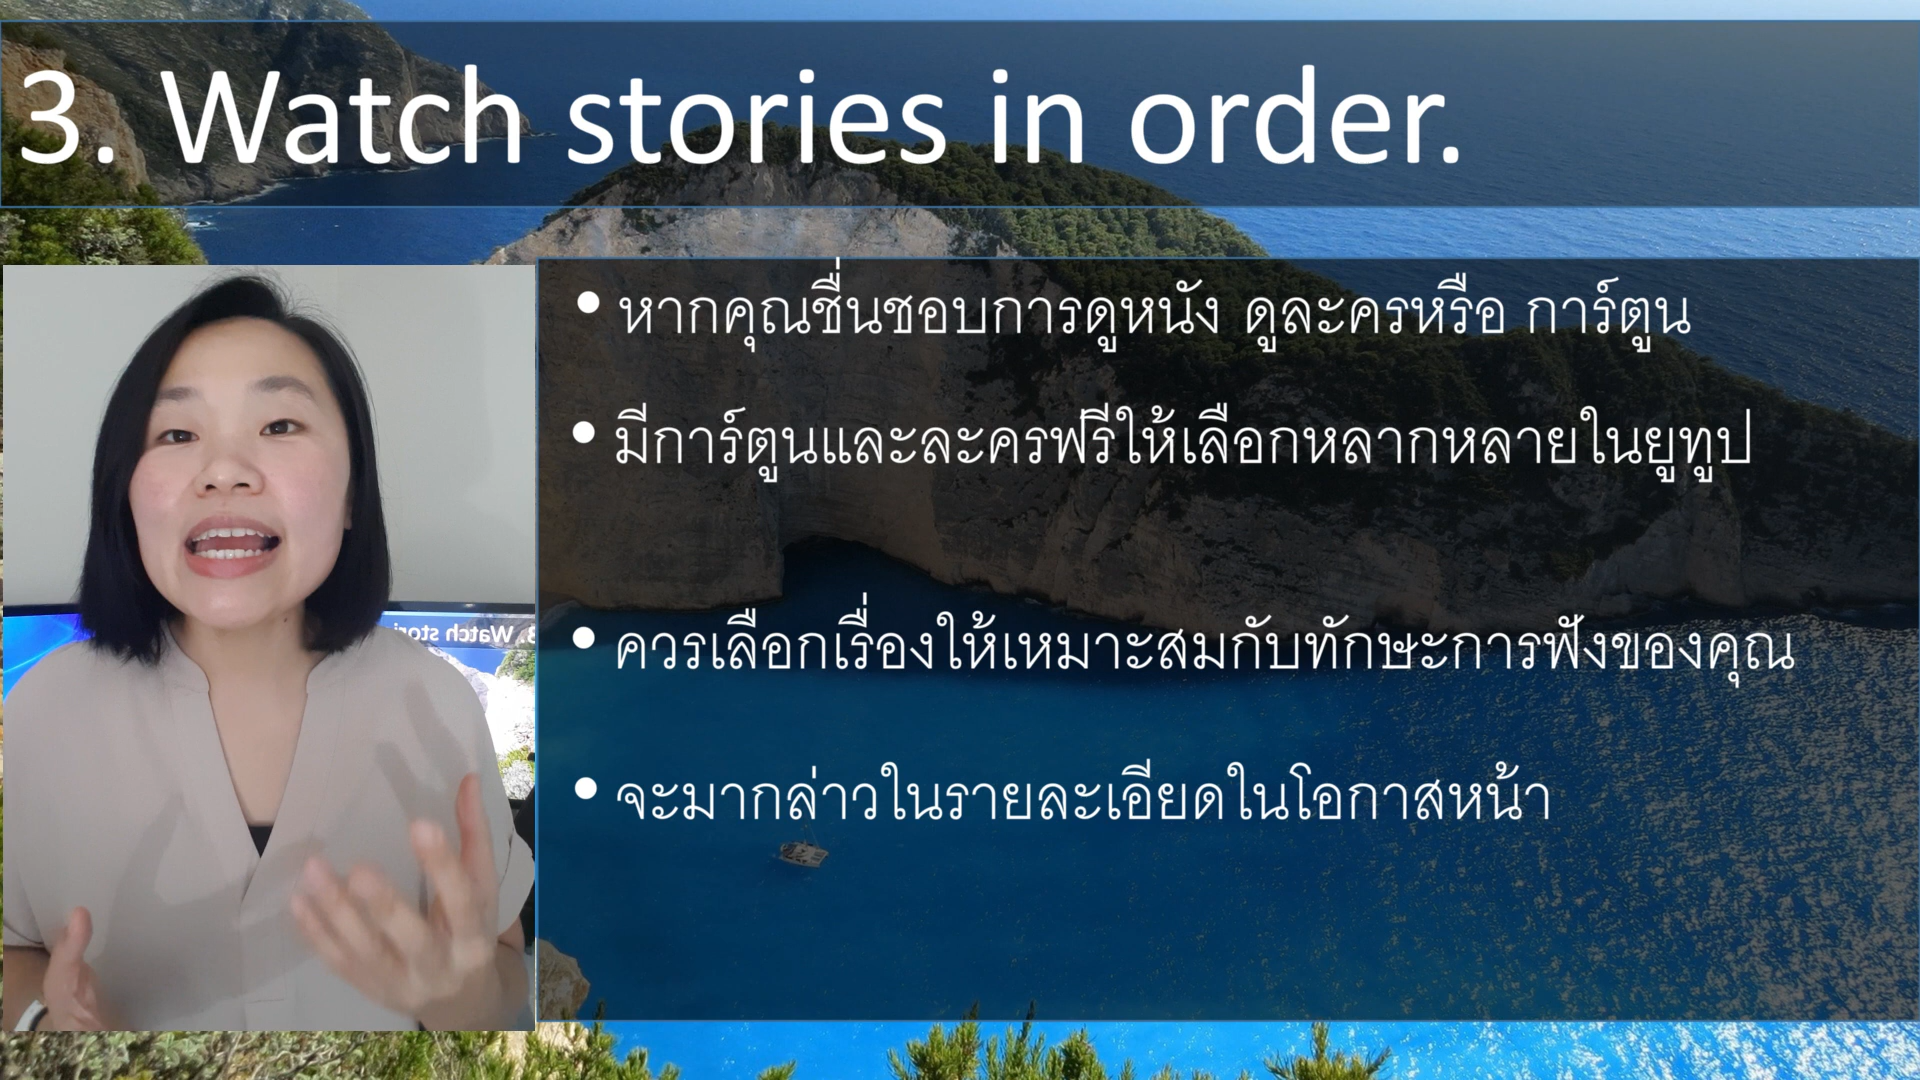 3. Watch stories in order.
• หากคุณชื่นชอบการดูหนัง ดูละครหรือ การ์ตูน
• มีการ์ตูนและละครฟรีให้เลือกหลากหลายในยูทูป
• ควรเลือกเรื่องให้เหมาะสมกับทักษะการฟังของคุณ
• จะมากล่าวในรายละเอียดในโอกาสหน้า
3. Watch stor